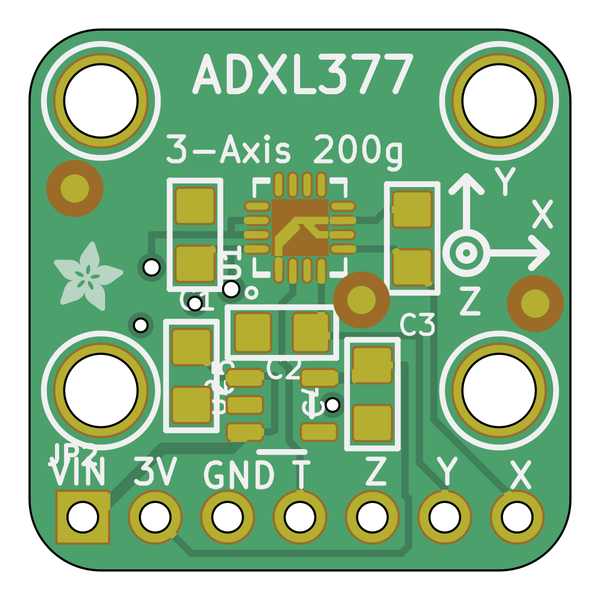 ADXL377
3-Axis 200g
Y
X
Z
U1
C1
C3
C2
JP2
VIN 3V GND T Z Y X